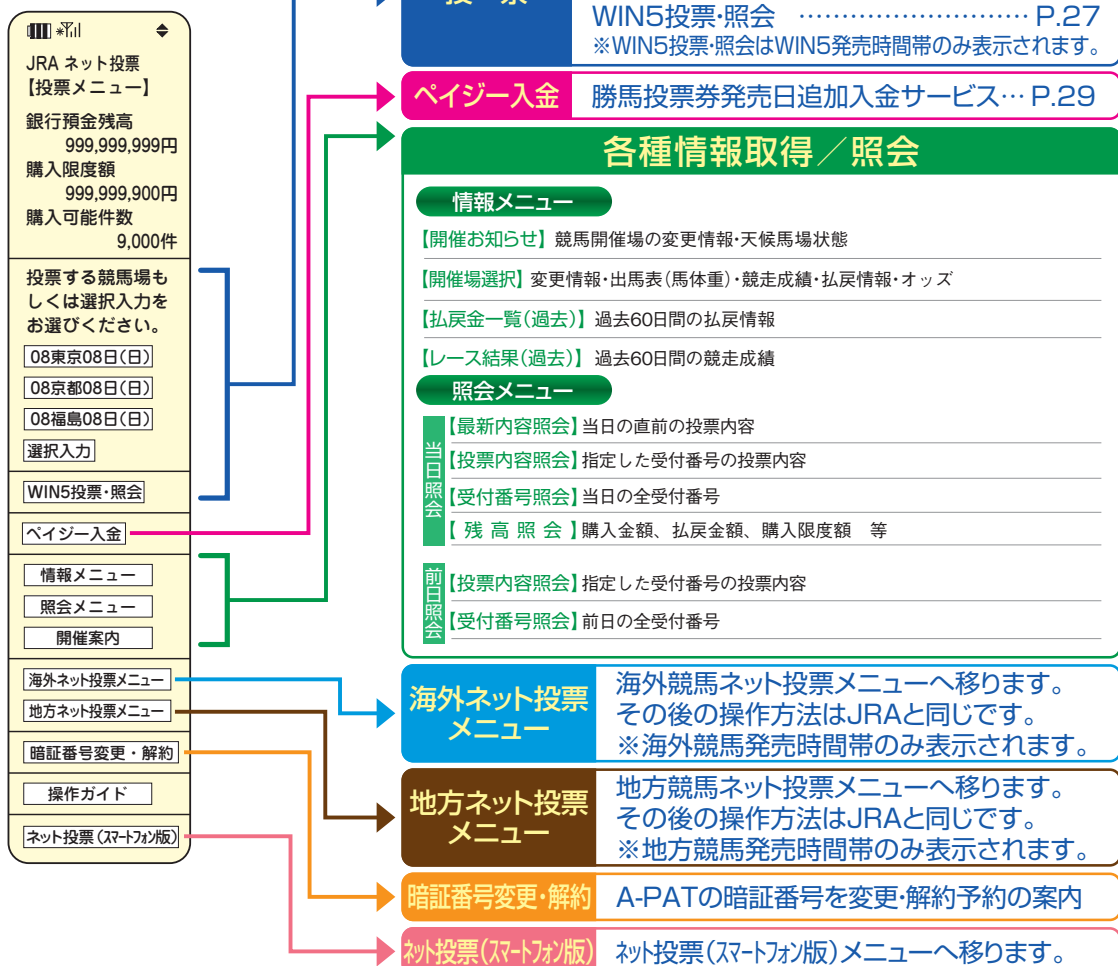 JRA ネット投票
【投票メニュー】
銀行預金残高
999,999,999円
購入限度額
999,999,900円
購入可能件数
9,000件
投票する競馬場も
しくは選択入力を
お選びください。
08東京08日(日)
08京都08日(日)
08福島08日(日)
選択入力
WIN5投票・照会
ペイジー入金
情報メニュー
照会メニュー
開催案内
海外ネット投票メニュー
地方ネット投票メニュー
暗証番号変更・解約
操作ガイド
ネット投票(スマートフォン版)
WIN5投票・照会 ………………………… P.27
※WIN5投票・照会はWIN5発売時間帯のみ表示されます。
ペイジー入金 勝馬投票券発売日追加入金サービス… P.29
各種情報取得／照会
情報メニュー
【開催お知らせ】 競馬開催場の変更情報・天候馬場状態
【開催場選択】 変更情報・出馬表(馬体重)・競走成績・払戻情報・オッズ
【払戻金一覧(過去)】 過去60日間の払戻情報
【レース結果(過去)】 過去60日間の競走成績
照会メニュー
当日照会
【最新内容照会】当日の直前の投票内容
【投票内容照会】指定した受付番号の投票内容
【受付番号照会】当日の全受付番号
【 残 高 照 会 】購入金額、払戻金額、購入限度額　等
前日照会
【投票内容照会】指定した受付番号の投票内容
【受付番号照会】前日の全受付番号
海外ネット投票
メニュー
海外競馬ネット投票メニューへ移ります。
その後の操作方法はJRAと同じです。
※海外競馬発売時間帯のみ表示されます。
地方ネット投票
メニュー
地方競馬ネット投票メニューへ移ります。
その後の操作方法はJRAと同じです。
※地方競馬発売時間帯のみ表示されます。
暗証番号変更・解約 A-PATの暗証番号を変更・解約予約の案内
ネット投票(スマートフォン版) ネット投票(スマートフォン版)メニューへ移ります。